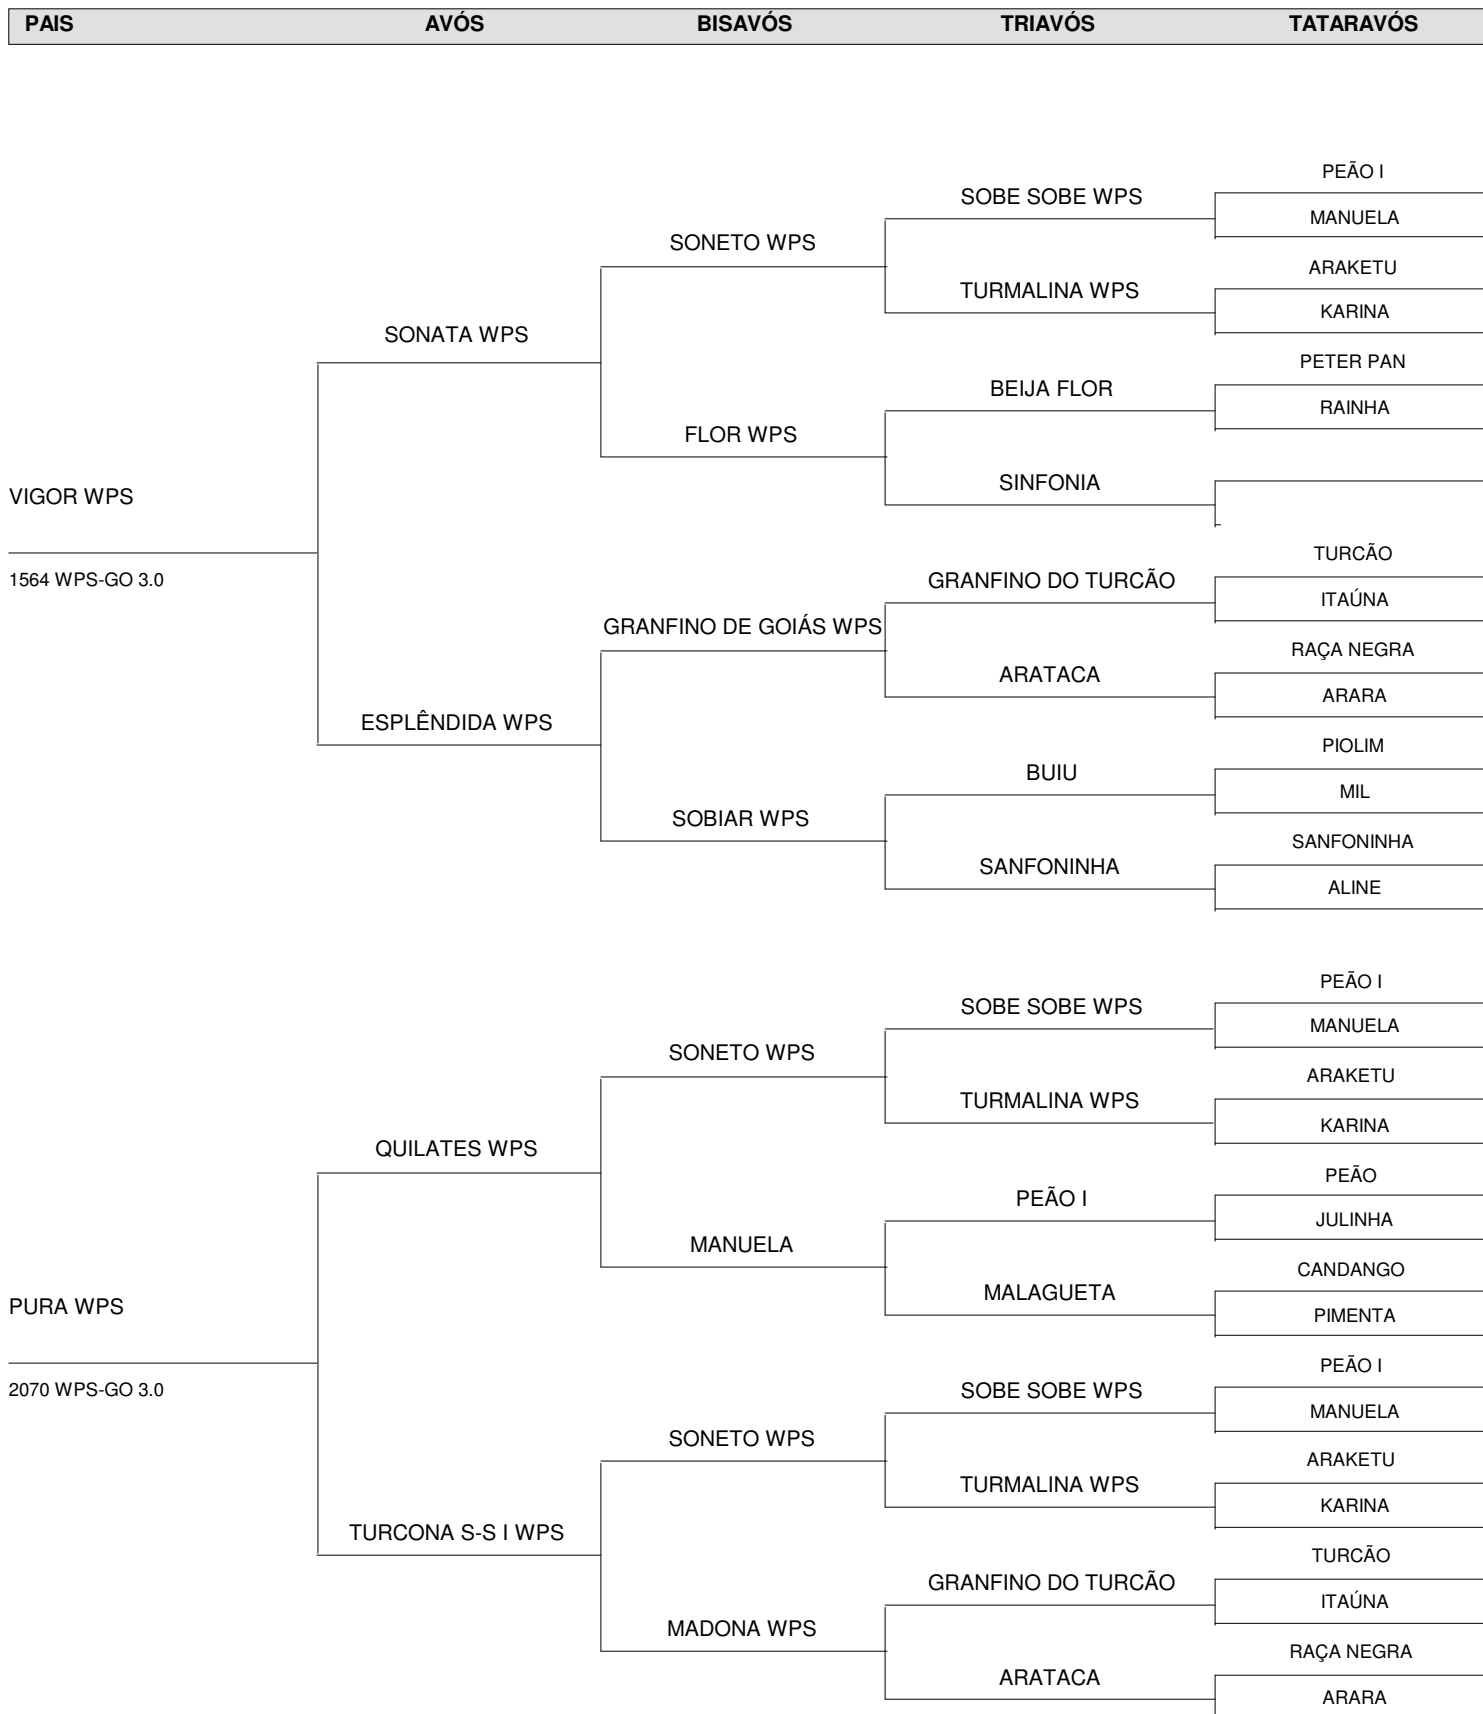 PAIS AVÓS BISAVÓS TRIAVÓS TATARAVÓS
PEÃO I
SOBE SOBE WPS
MANUELA
SONETO WPS
ARAKETU
TURMALINA WPS
KARINA
SONATA WPS
PETER PAN
BEIJA FLOR
RAINHA
FLOR WPS
SINFONIA
VIGOR WPS
TURCÃO
1564 WPS-GO 3.0
GRANFINO DO TURCÃO
ITAÚNA
GRANFINO DE GOIÁS WPS
RAÇA NEGRA
ARATACA
ARARA
ESPLÊNDIDA WPS
PIOLIM
BUIU
MIL
SOBIAR WPS
SANFONINHA
SANFONINHA
ALINE
PEÃO I
SOBE SOBE WPS
MANUELA
SONETO WPS
ARAKETU
TURMALINA WPS
KARINA
QUILATES WPS
PEÃO
PEÃO I
JULINHA
MANUELA
CANDANGO
MALAGUETA
PURA WPS
PIMENTA
PEÃO I
2070 WPS-GO 3.0
SOBE SOBE WPS
MANUELA
SONETO WPS
ARAKETU
TURMALINA WPS
KARINA
TURCONA S-S I WPS
TURCÃO
GRANFINO DO TURCÃO
ITAÚNA
MADONA WPS
RAÇA NEGRA
ARATACA
ARARA